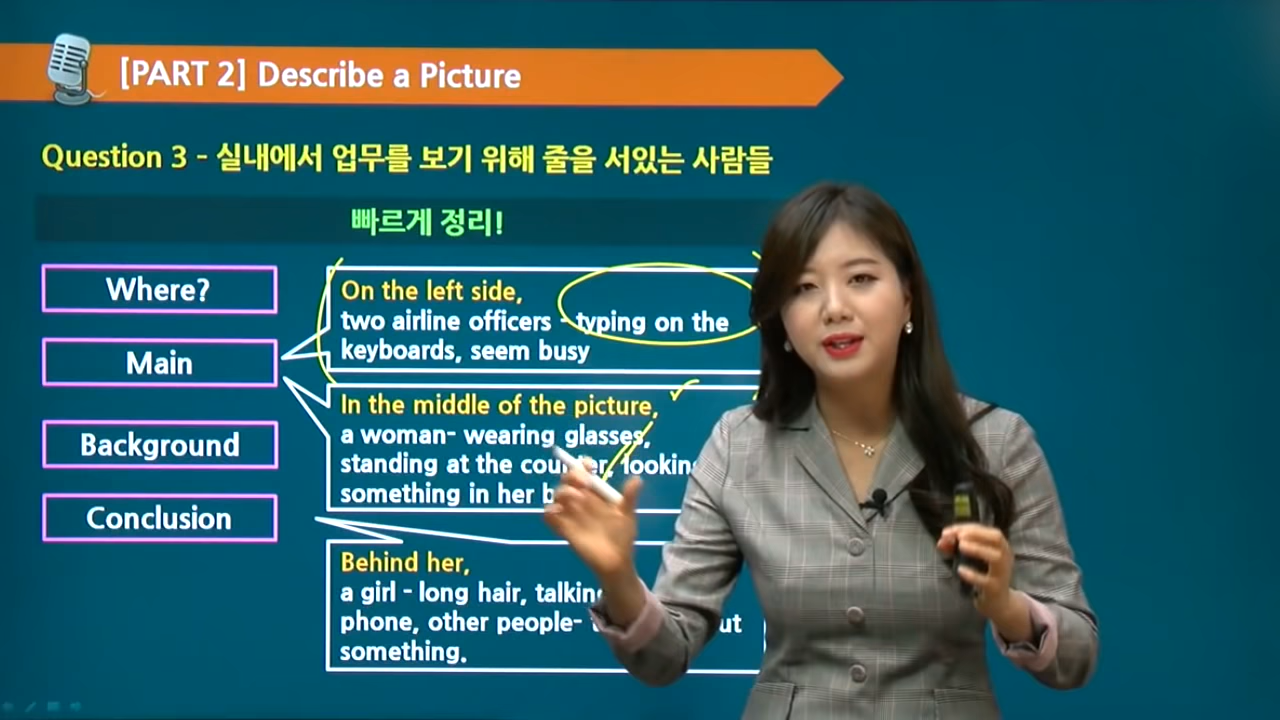 [PART 2] Describe a Picture
Question 3 - 실내에서 업무를 보기 위해 줄을 서있는 사람들
빠르게 정리!
Where?
Main
Background
Conclusion
On the left side,
two airline officers - typing on the
keyboards, seem busy
In the middle of the picture,
a woman- wearing glasses,
standing at the counter, looking
something in her
Behind her,
a girl - long hair, talking
phone, other people-
something.